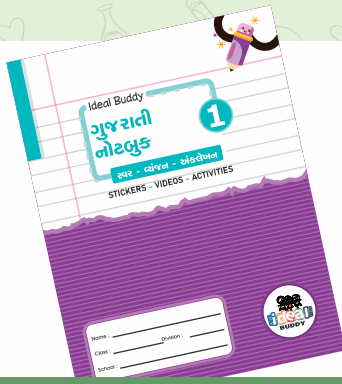 Ideal Buddy
ગુજરાતી
નોટબુક
1
સ્વર - વ્યંજન - અંકલેખન
STICKERS - VIDEOS - ACTIVITIES
Name :
Class : Division :
School :
ideal
BUDDY